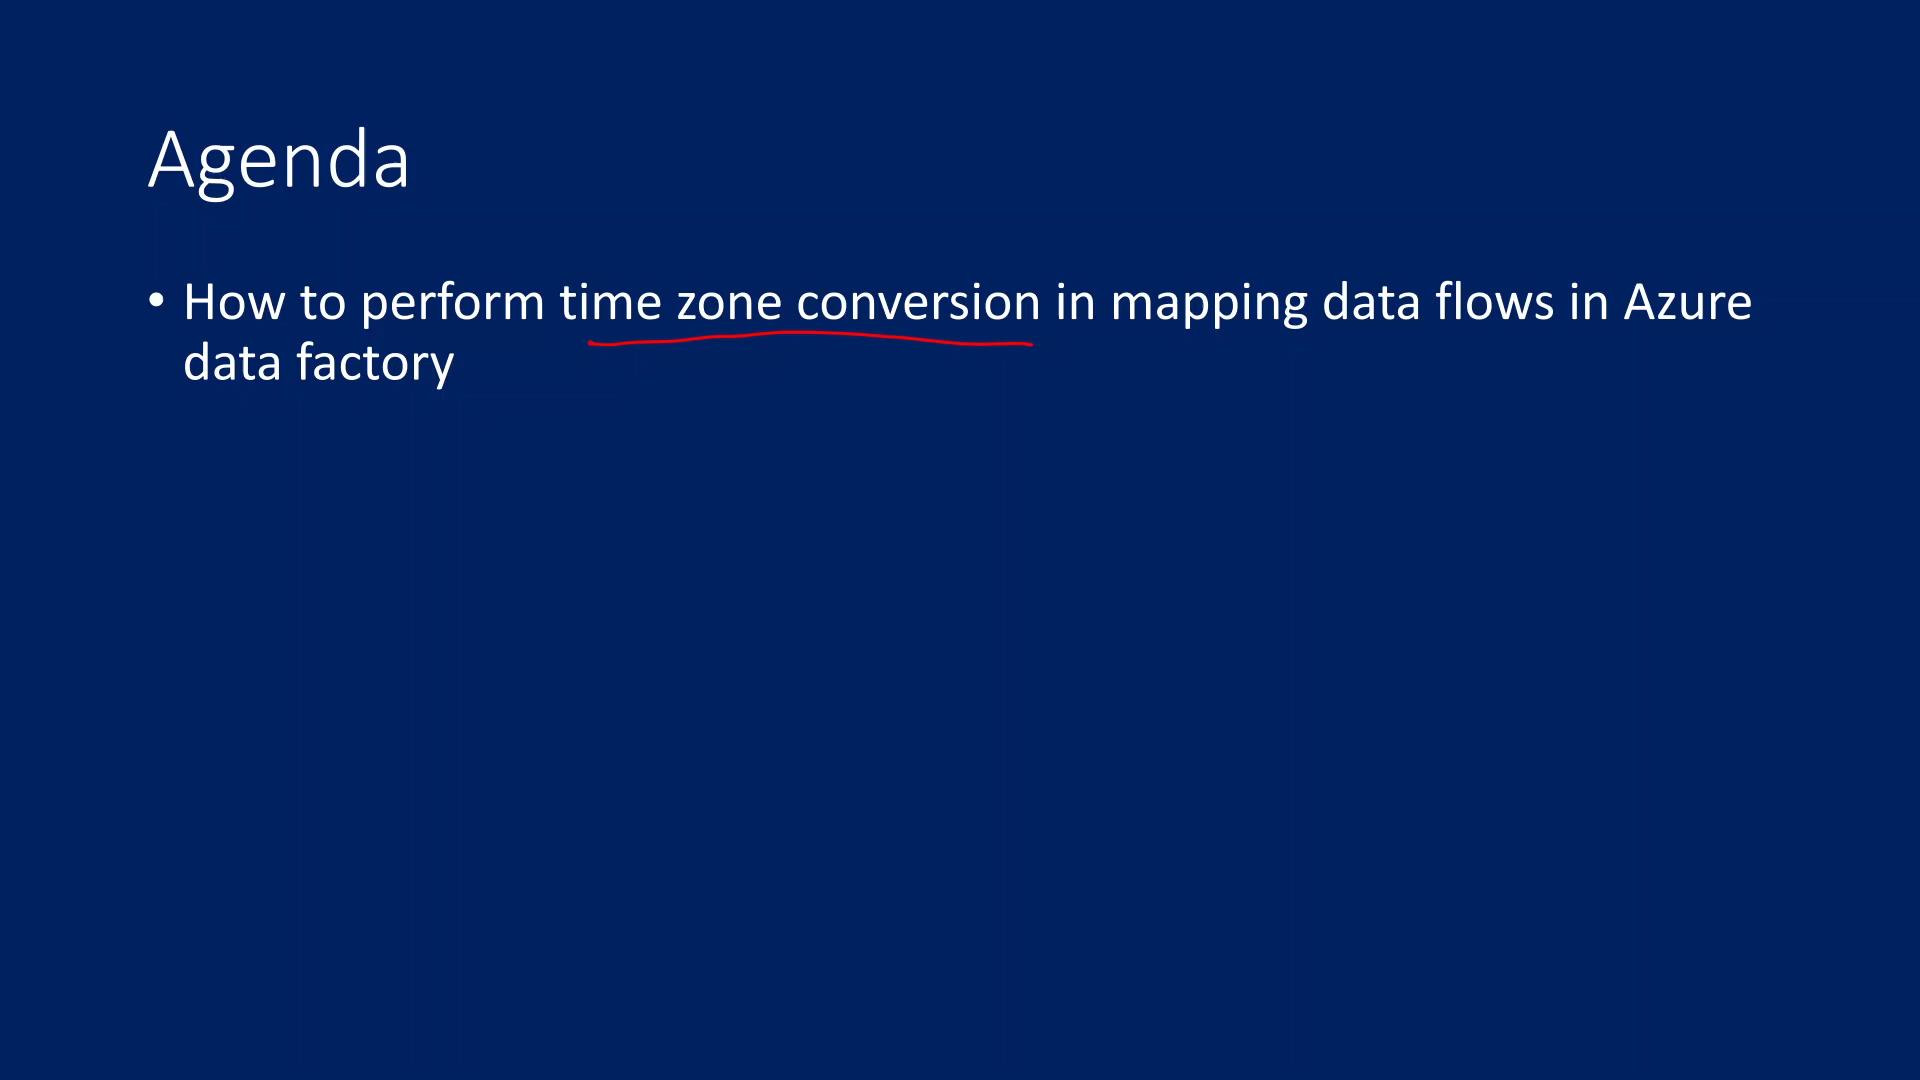 Agenda
• How to perform time zone conversion in mapping data flows in Azure
data factory